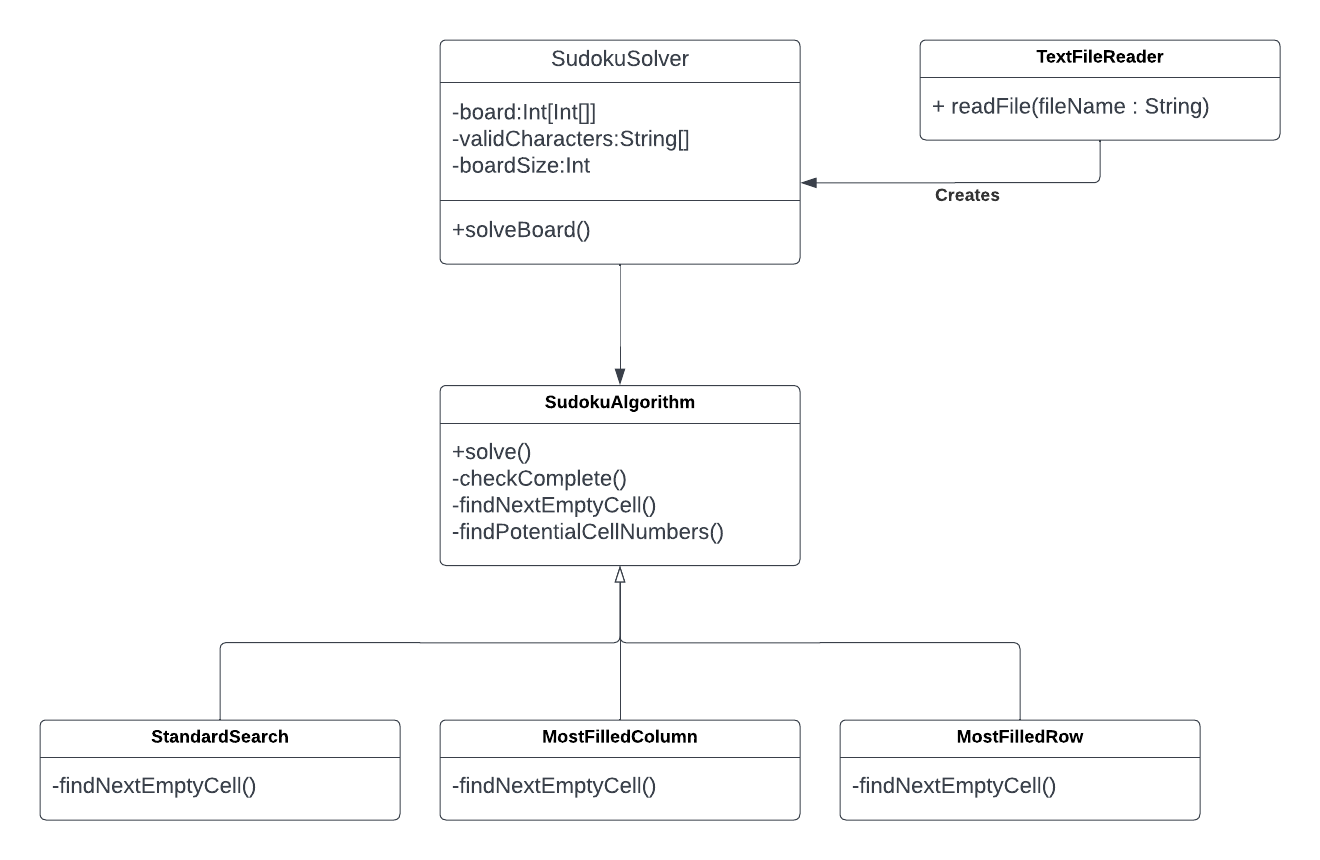 SudokuSolver
-board:Int[Int[]]
-validCharacters:String[]
-boardSize:Int
+solveBoard()
TextFileReader
+ readFile(fileName : String)
Creates
SudokuAlgorithm
+solve()
-checkComplete()
-findNextEmptyCell()
-findPotentialCellNumbers()
StandardSearch
-findNextEmptyCell()
MostFilledColumn
-findNextEmptyCell()
MostFilledRow
-findNextEmptyCell()